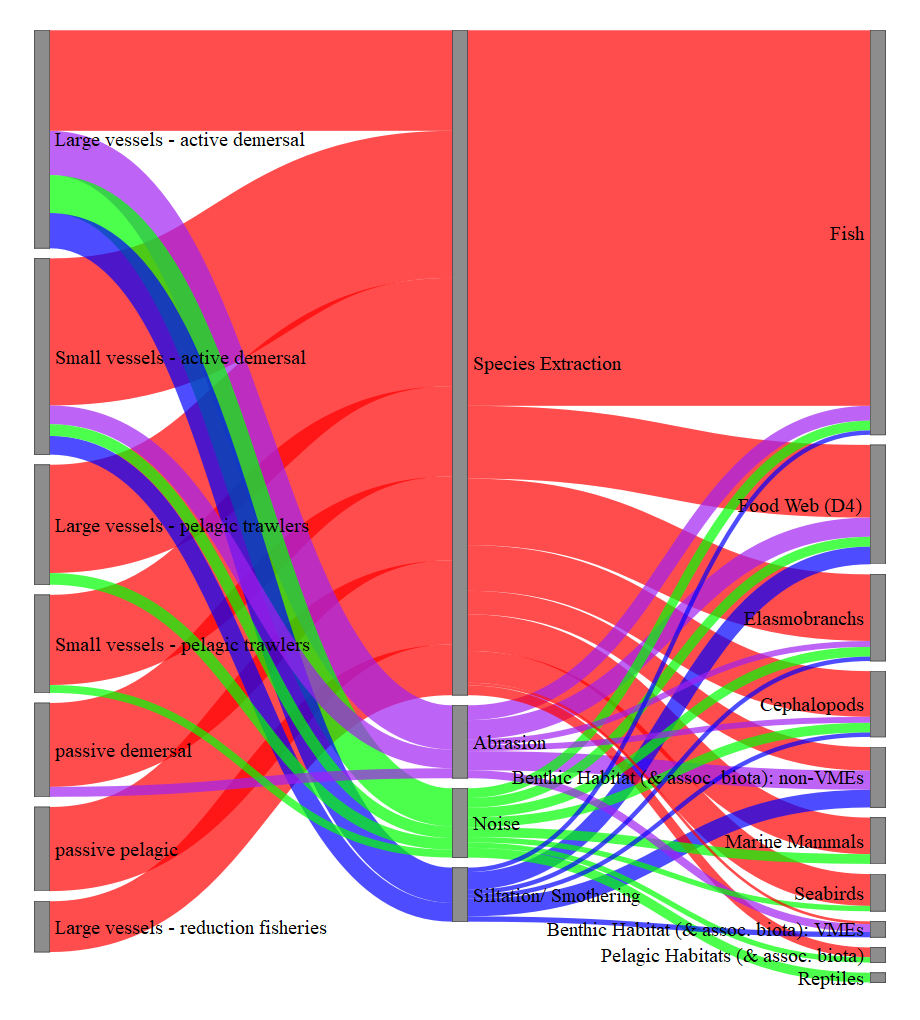 Large vessels - active demersal
Small vessels - active demersal
Large vessels - pelagic trawlers
Small vessels - pelagic trawlers
passive demersal
passive pelagic
Large vessels - reduction fisheries
Species Extraction
Abrasion
Noise
Siltation/ Smothering
Fish
Food Web (D4)
Elasmobranchs
Cephalopods
Benthic Habitat (& assoc. biota): non-VMEs
Marine Mammals
Seabirds
Benthic Habitat (& assoc. biota): VMEs
Pelagic Habitats (& assoc. biota)
Reptiles